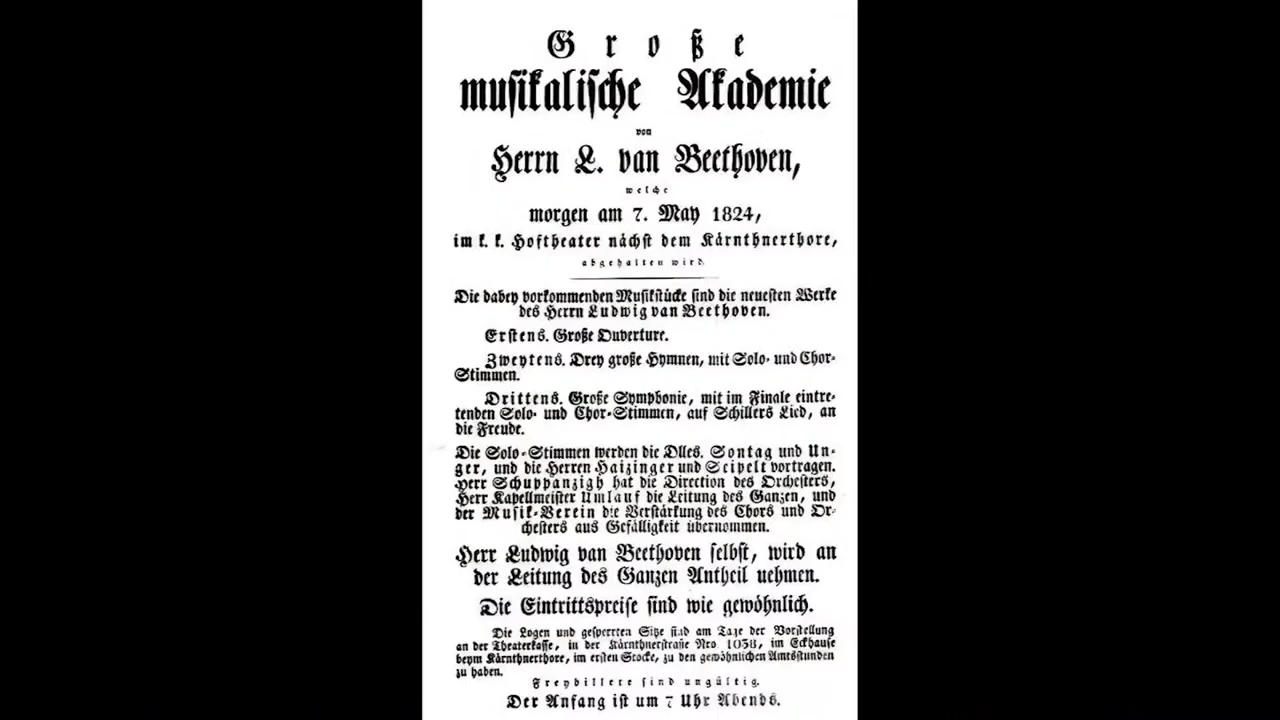 Große
musikalische Akademie
von
Herrn L. van Beethoven,
welche
morgen am 7. May 1824,
im k. k. Hoftheater nächst dem Kärnthnerthore,
abgehalten wird.
Die dabey vorkommenden Musikstücke sind die neuesten Werke
des Herrn Ludwig van Beethoven.
Erstens. Große Ouverture.
Zweytens. Drey große Hymnen, mit Solo- und Chor-
Stimmen.
Drittens. Große Symphonie, mit im Finale eintre-
tenden Solo- und Chor-Stimmen, auf Schillers Lied, an
die Freude.
Die Solo-Stimmen werden die Dlles. Sontag und Un-
ger, und die Herren Haizinger und Seipelt vortragen.
Herr Schuppanzigh hat die Direction des Orchesters,
Herr Kapellmeister Umlauf die Leitung des Ganzen, und
der Musik-Verein die Verstärkung des Chors und Or-
chesters aus Gefälligkeit übernommen.
Herr Ludwig van Beethoven selbst, wird an
der Leitung des Ganzen Antheil nehmen.
Die Eintrittspreise sind wie gewöhnlich.
Die Logen und gesperrten Sitze sind am Tage der Vorstellung
an der Theaterkasse, in der Kärnthnerstraße Nro. 1038, im Eckhause
beym Kärnthnerthore, im ersten Stocke, zu den gewöhnlichen Amtsstunden
zu haben.
Freybillete sind ungültig.
Der Anfang ist um 7 Uhr Abends.